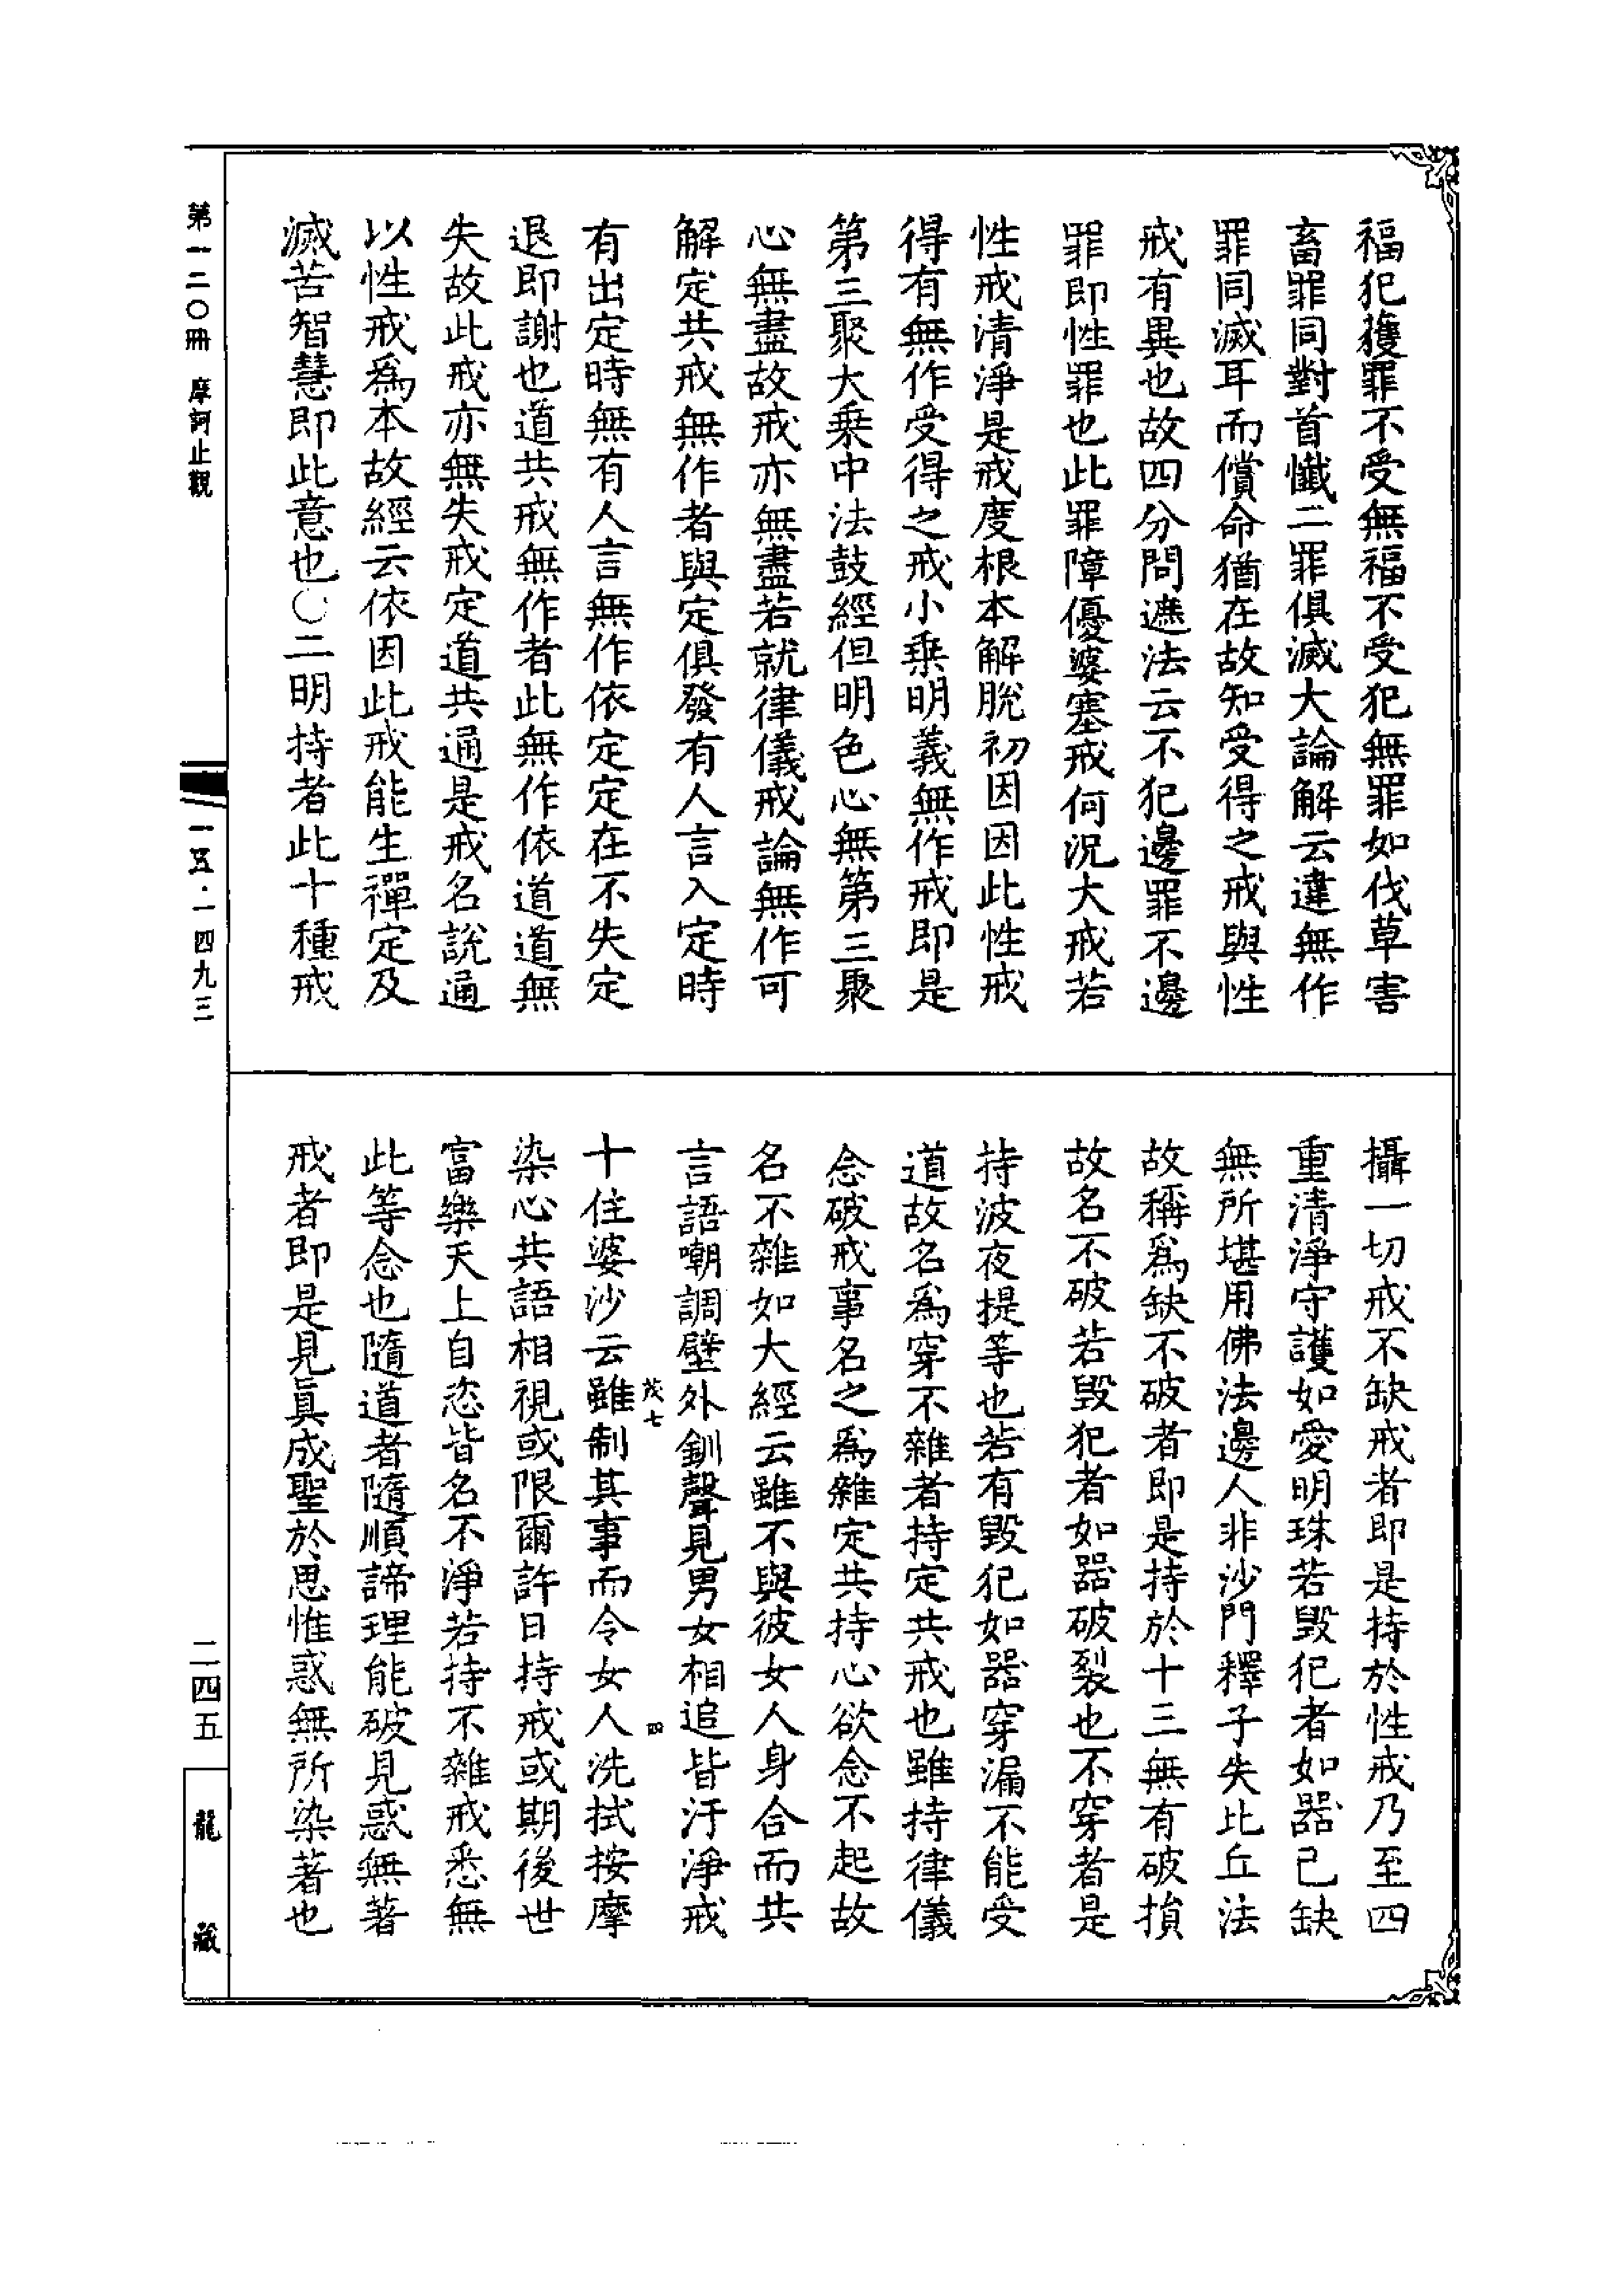 福犯獲罪不受無福不受犯無罪如伐草害
畜罪同對首懺二罪俱滅大論解云違無作
罪同滅耳而償命猶在故知受得之戒與性
戒有異也故四分問遮法云不犯邊罪不邊
罪即性罪也此罪障優婆塞戒何況大戒若
性戒清淨是戒度根本解脫初因因此性戒
得有無作受得之戒小乗明義無作戒即是
第三聚大乗中法鼓經但明色心無第三聚
心無盡故戒亦無盡若就律儀戒論無作可
解定共戒無作者與定俱發有人言入定時
有出定時無有人言無作依定定在不失定
退即謝也道共戒無作者此無作依道道無
失故此戒亦無失戒定道共通是戒名說通
以性戒爲本故經云依因此戒能生禪定及
滅苦智慧即此意也〇二明持者此十種戒
攝一切戒不缺戒者即是持於性戒乃至四
重清淨守護如愛明珠若毀犯者如器已缺
無所堪用佛法邊人非沙門釋子失比丘法
故稱爲缺不破者即是持於十三無有破損
故名不破若毀犯者如器破裂也不穿者是
持波夜提等也若有毀犯如器穿漏不能受
道故名爲穿不雜者持定共戒也雖持律儀
念破戒事名之爲雜定共持心欲念不起故
名不雜如大經云雖不與彼女人身合而共
言語嘲調壁外釧聲見男女相追皆汙淨戒
茂七 四
十住婆沙云雖制其事而令女人洗拭按摩
染心共語相視或限爾許日持戒或期後世
富樂天上自恣皆名不淨若持不雜戒悉無
此等念也隨道者隨順諦理能破見惑無著
戒者即是見眞成聖於思惟惑無所染著也
第一二〇冊 摩訶止觀
一五·一四九三
二四五
龍藏